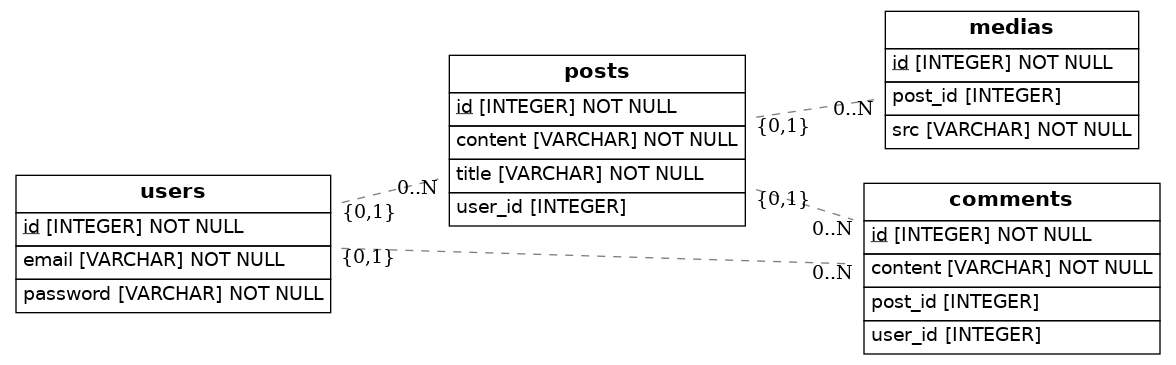 medias
id [INTEGER] NOT NULL
post_id [INTEGER]
src [VARCHAR] NOT NULL
posts
id [INTEGER] NOT NULL
content [VARCHAR] NOT NULL
title [VARCHAR] NOT NULL
user_id [INTEGER]
0..N
{0,1}
users
id [INTEGER] NOT NULL
email [VARCHAR] NOT NULL
password [VARCHAR] NOT NULL
0..N
{0,1}
{0,1}
0..N
{0,1}
0..N
comments
id [INTEGER] NOT NULL
content [VARCHAR] NOT NULL
post_id [INTEGER]
user_id [INTEGER]